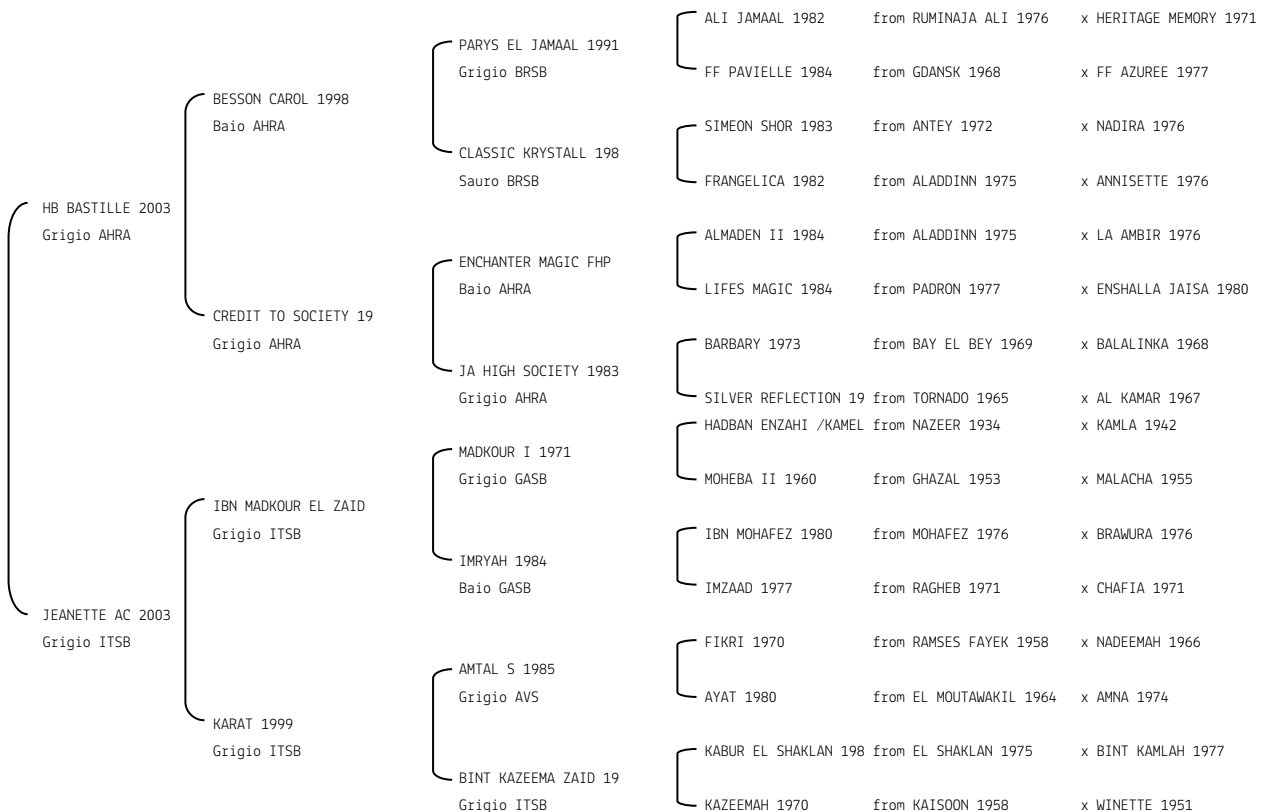 ALI JAMAAL 1982 from RUMINAJA ALI 1976 x HERITAGE MEMORY 1971
PARYS EL JAMAAL 1991
Grigio BRSB
FF PAVIELLE 1984 from GDANSK 1968 x FF AZUREE 1977
BESSON CAROL 1998
Baio AHRA
SIMEON SHOR 1983 from ANTEY 1972 x NADIRA 1976
CLASSIC KRYSTALL 198
Sauro BRSB
FRANGELICA 1982 from ALADDINN 1975 x ANNISETTE 1976
HB BASTILLE 2003
Grigio AHRA
ALMADEN II 1984 from ALADDINN 1975 x LA AMBIR 1976
ENCHANTER MAGIC FHP
Baio AHRA
LIFES MAGIC 1984 from PADRON 1977 x ENSHALLA JAISA 1980
CREDIT TO SOCIETY 19
Grigio AHRA
BARBARY 1973 from BAY EL BEY 1969 x BALALINKA 1968
JA HIGH SOCIETY 1983
Grigio AHRA
SILVER REFLECTION 19 from TORNADO 1965 x AL KAMAR 1967
HADBAN ENZAHI /KAMEL from NAZEER 1934 x KAMLA 1942
MADKOUR I 1971
Grigio GASB
MOHEBA II 1960 from GHAZAL 1953 x MALACHA 1955
IBN MADKOUR EL ZAID
Grigio ITSB
IBN MOHAFEZ 1980 from MOHAFEZ 1976 x BRAWURA 1976
IMRYAH 1984
Baio GASB
IMZAAD 1977 from RAGHEB 1971 x CHAFIA 1971
JEANETTE AC 2003
Grigio ITSB
FIKRI 1970 from RAMSES FAYEK 1958 x NADEEMAH 1966
AMTAL S 1985
Grigio AVS
AYAT 1980 from EL MOUTAWAKIL 1964 x AMNA 1974
KARAT 1999
Grigio ITSB
KABUR EL SHAKLAN 198 from EL SHAKLAN 1975 x BINT KAMLAH 1977
BINT KAZEEMA ZAID 19
Grigio ITSB
KAZEEMAH 1970 from KAISOON 1958 x WINETTE 1951